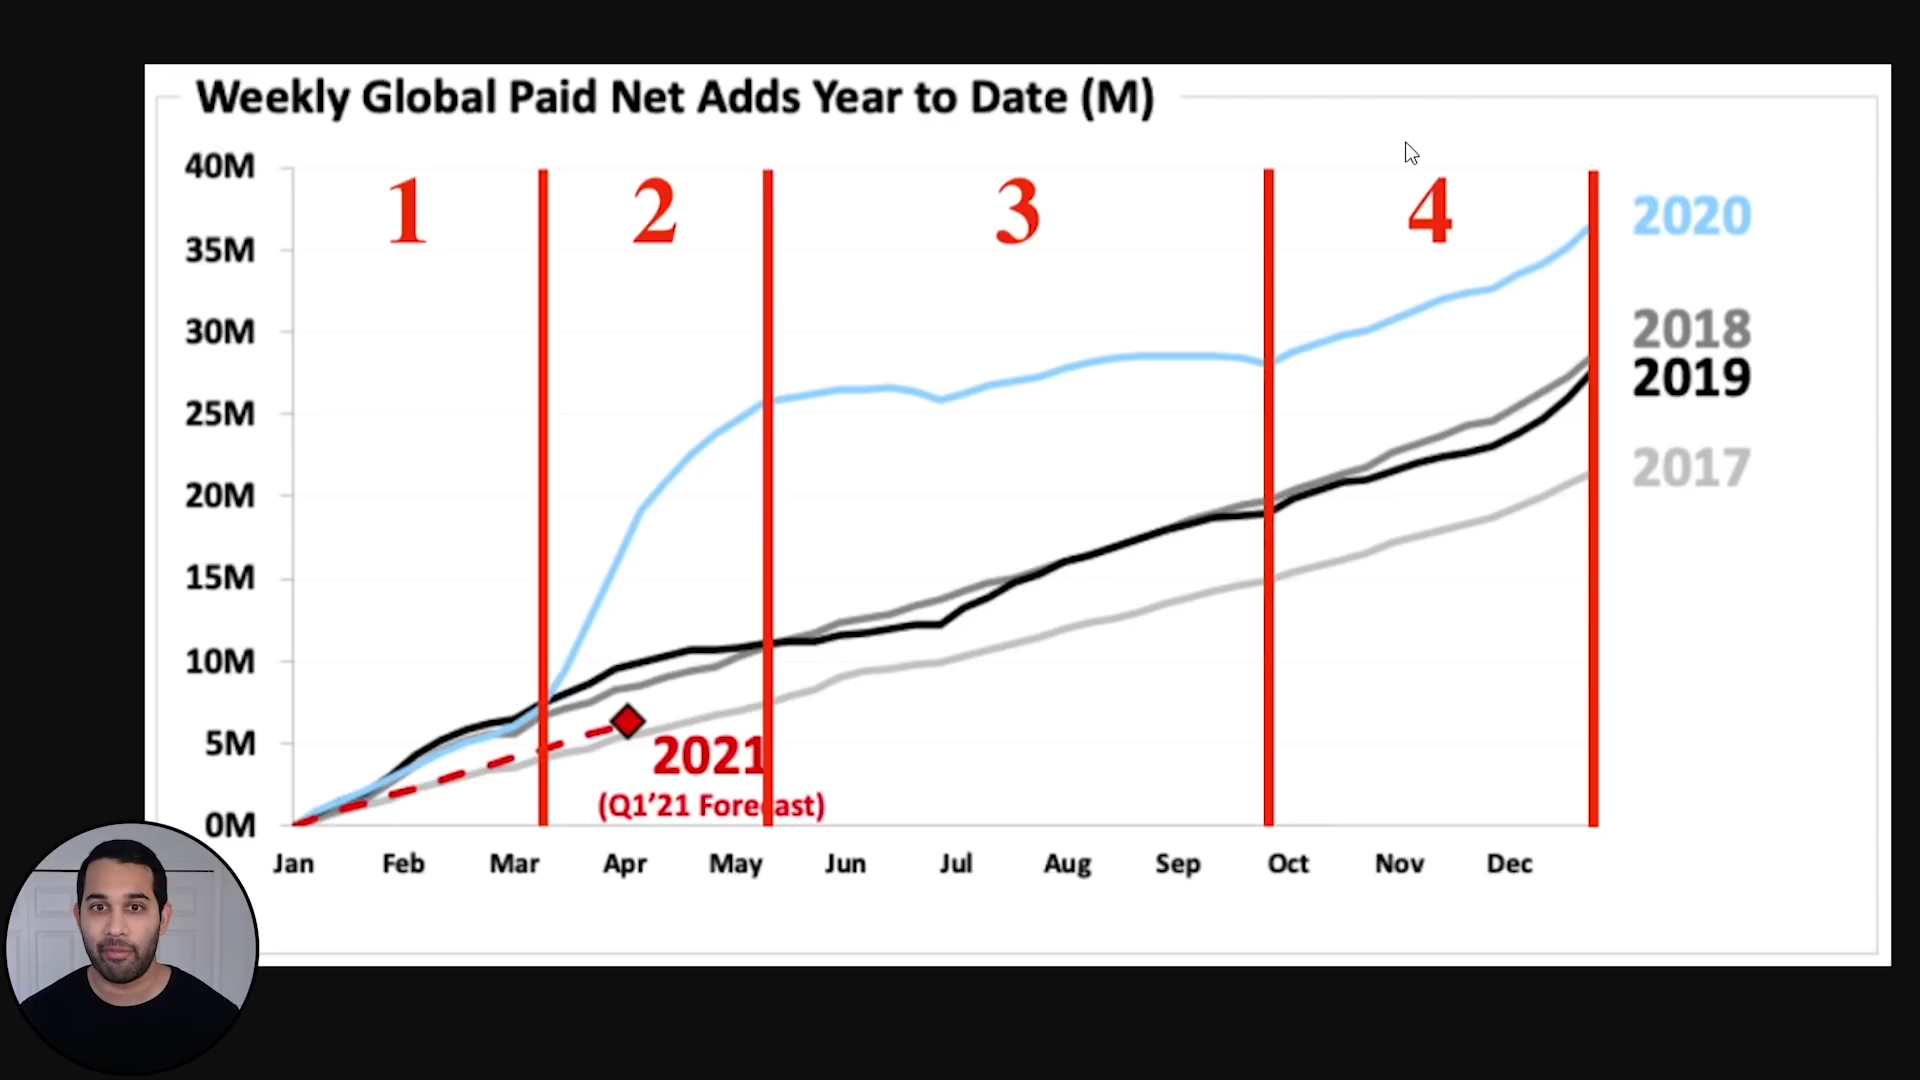 Weekly Global Paid Net Adds Year to Date (M)
40M
35M
30M
25M
20M
15M
10M
5M
0M
1
2
3
4
2020
2018
2019
2017
2021
(Q1'21 Forecast)
Jan Feb Mar Apr May Jun Jul Aug Sep Oct Nov Dec